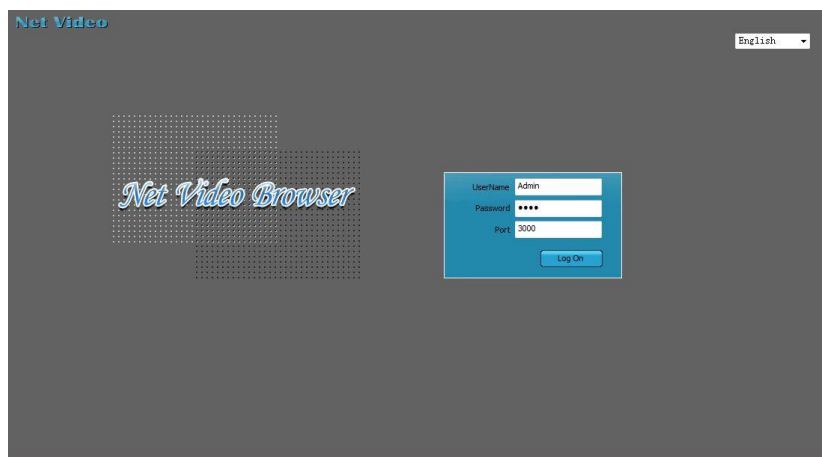 Net Video
English
Net Video Browser
UserName Admin
Password ••••
Port 3000
Log On